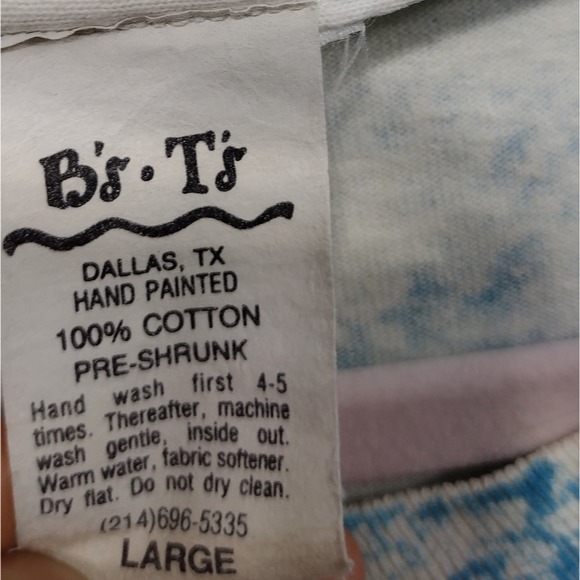 B's • T's
DALLAS, TX
HAND PAINTED
100% COTTON
PRE-SHRUNK
Hand wash first 4-5
times. Thereafter, machine
wash gentle, inside out.
Warm water, fabric softener.
Dry flat. Do not dry clean.
(214)696-5335
LARGE